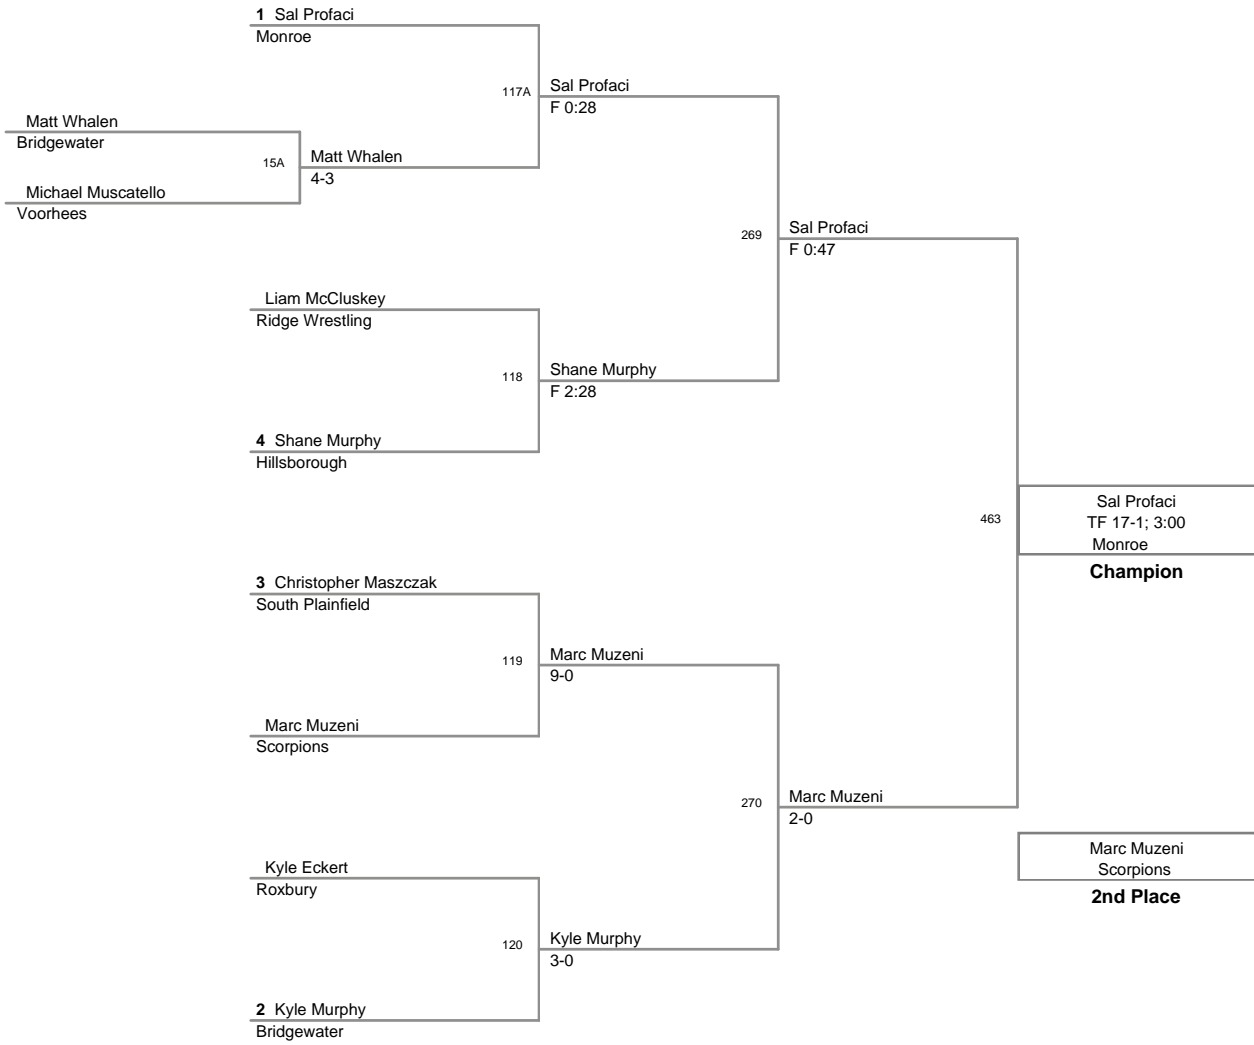 1 Sal Profaci
Monroe
117A
Sal Profaci
F 0:28
Matt Whalen
Bridgewater
15A
Matt Whalen
4-3
Michael Muscatello
Voorhees
269
Sal Profaci
F 0:47
Liam McCluskey
Ridge Wrestling
118
Shane Murphy
F 2:28
4 Shane Murphy
Hillsborough
463
Sal Profaci
TF 17-1; 3:00
Monroe
Champion
3 Christopher Maszczak
South Plainfield
119
Marc Muzeni
9-0
Marc Muzeni
Scorpions
270
Marc Muzeni
2-0
Marc Muzeni
Scorpions
2nd Place
Kyle Eckert
Roxbury
120
Kyle Murphy
3-0
2 Kyle Murphy
Bridgewater